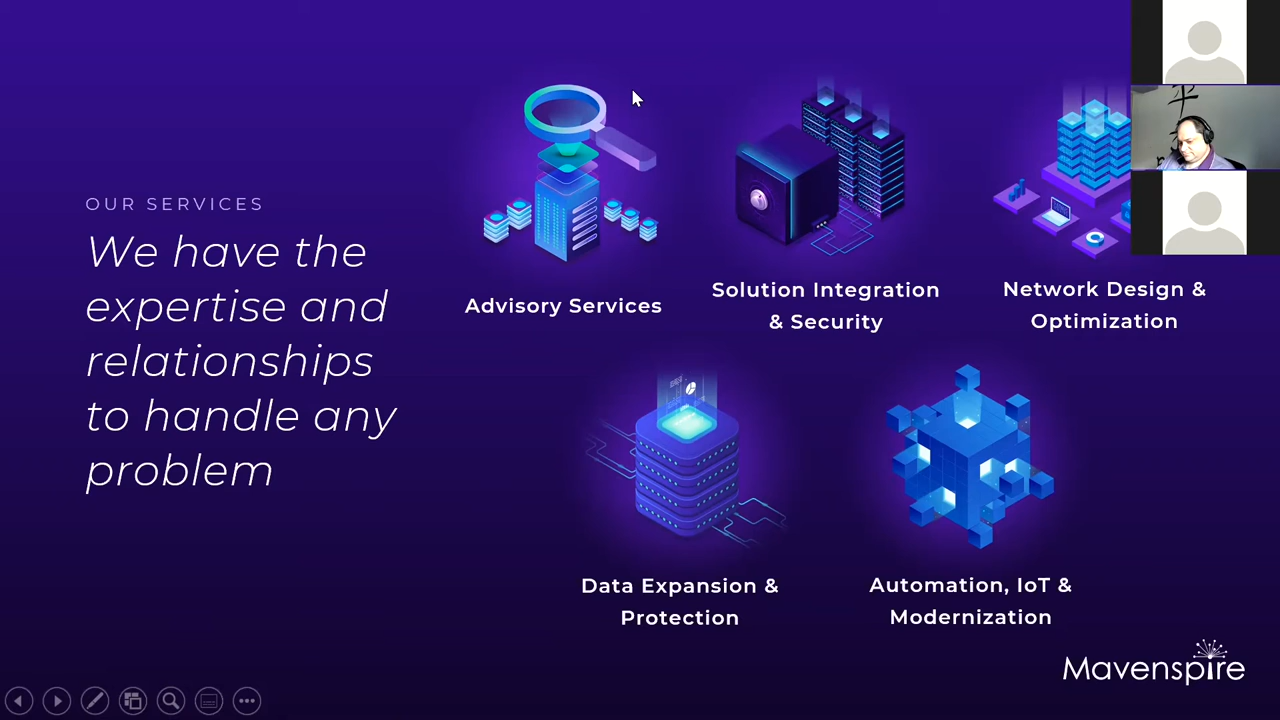 OUR SERVICES
We have the
expertise and
relationships
to handle any
problem
Advisory Services
Solution Integration
& Security
Network Design &
Optimization
Data Expansion &
Protection
Automation, IoT &
Modernization
Mavenspire
平